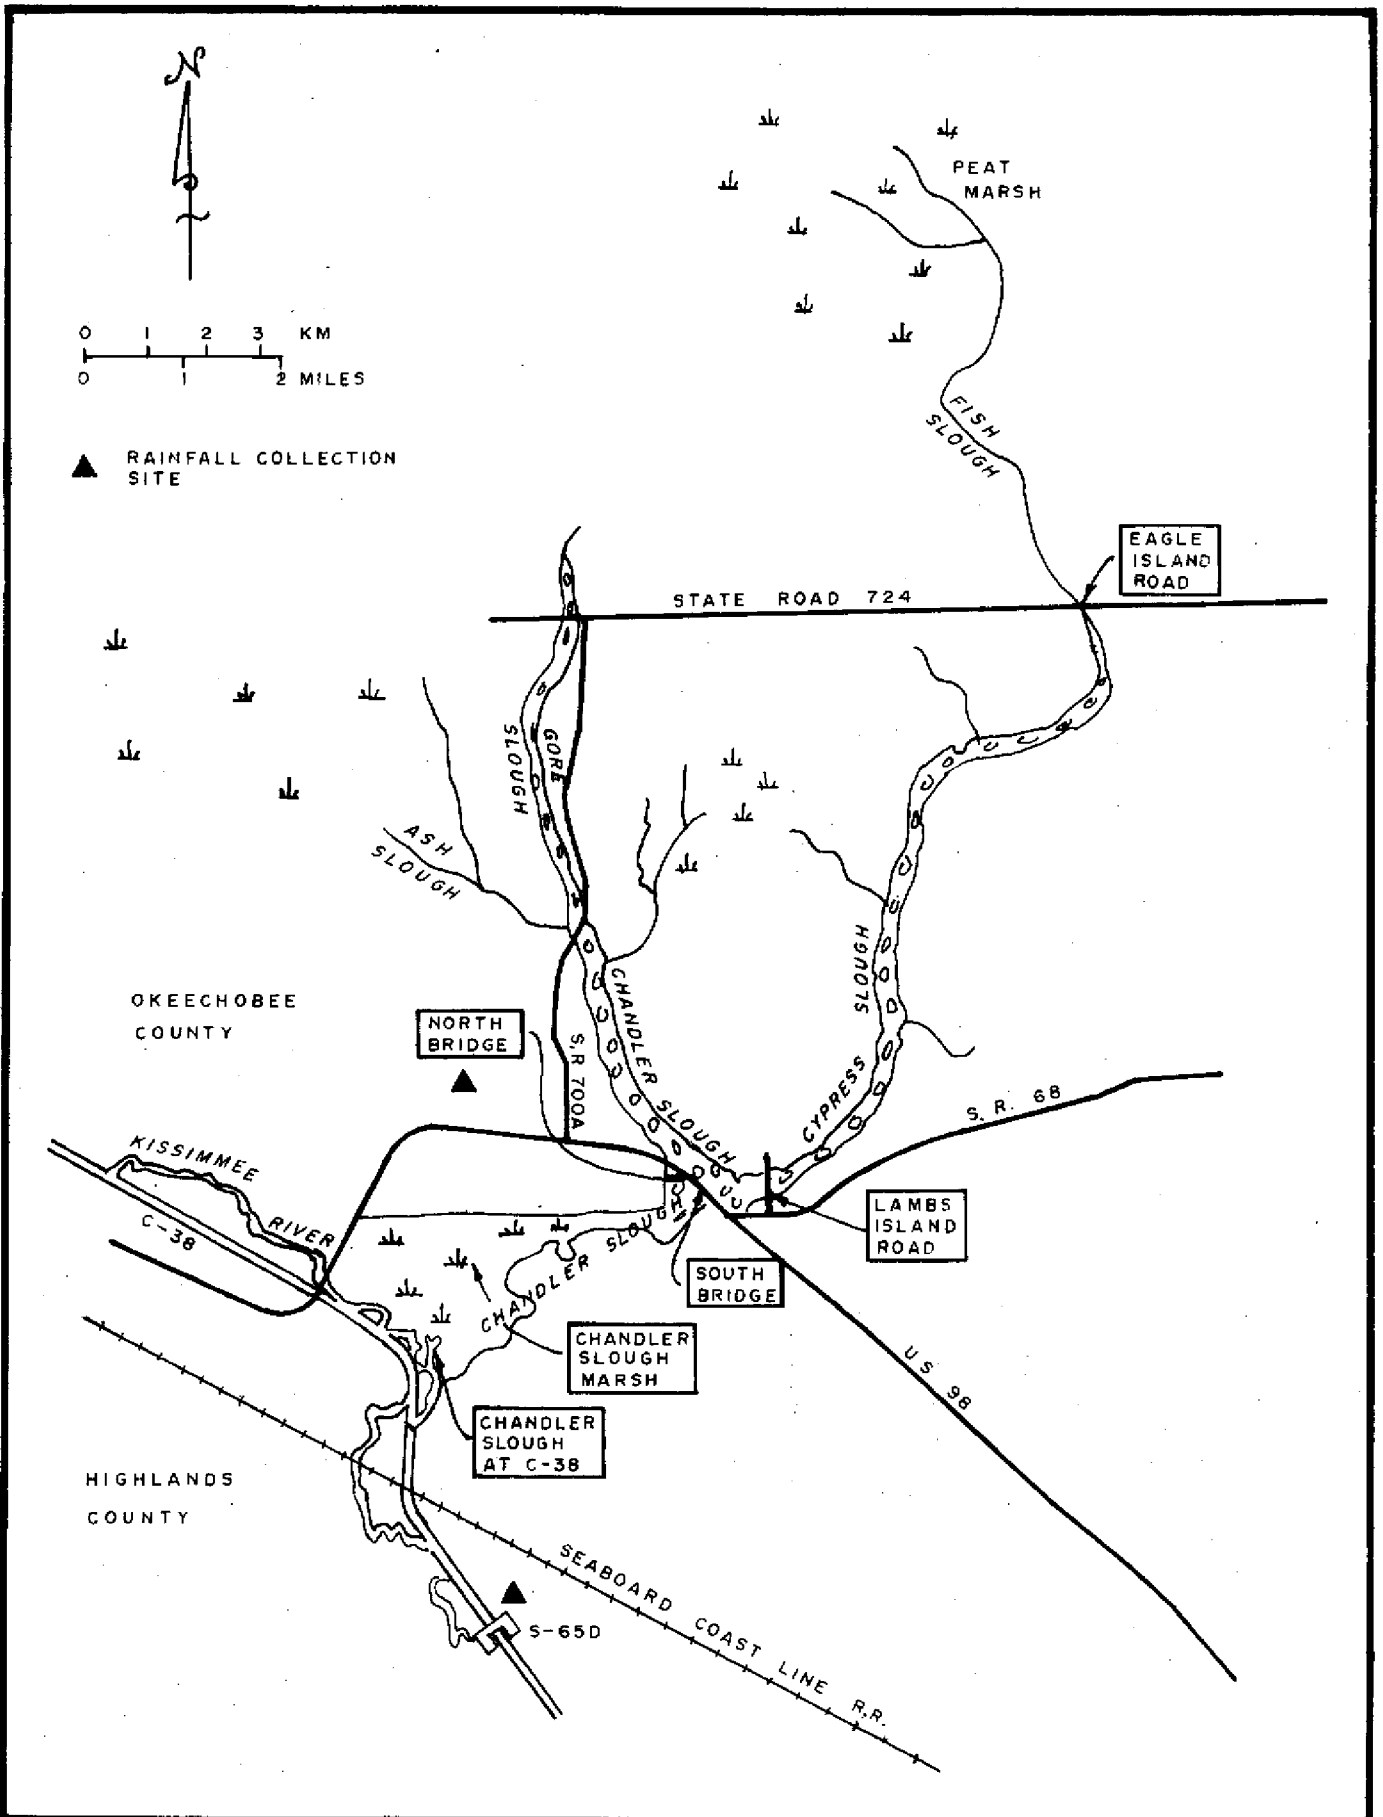 N
PEAT
MARSH
0 1 2 3 KM
0 1 2 MILES
FISH
SLOUGH
RAINFALL COLLECTION
SITE
EAGLE
ISLAND
ROAD
STATE ROAD 724
GORE
SLOUGH
ASH
SLOUGH
CHANDLER SLOUGH
CYPRESS
SLOUGH
OKEECHOBEE
COUNTY
NORTH
BRIDGE
S.R 700A
S. R. 68
KISSIMMEE
RIVER
C-38
LAMBS
ISLAND
ROAD
CHANDLER SLOUGH
SOUTH
BRIDGE
CHANDLER
SLOUGH
MARSH
US 98
CHANDLER
SLOUGH
AT C-38
HIGHLANDS
COUNTY
SEABOARD COAST LINE R.R.
S-65D